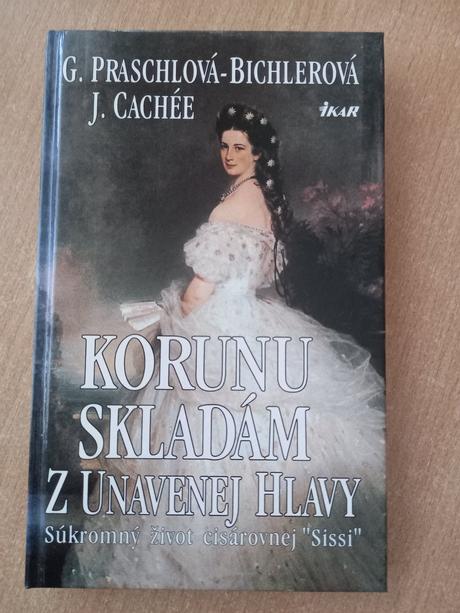 G. PRASCHLOVÁ-BICHLEROVÁ
J. CACHÉE
IKAR
KORUNU
SKLADÁM
Z UNAVENEJ HLAVY
Súkromný život cisárovnej "Sissi"